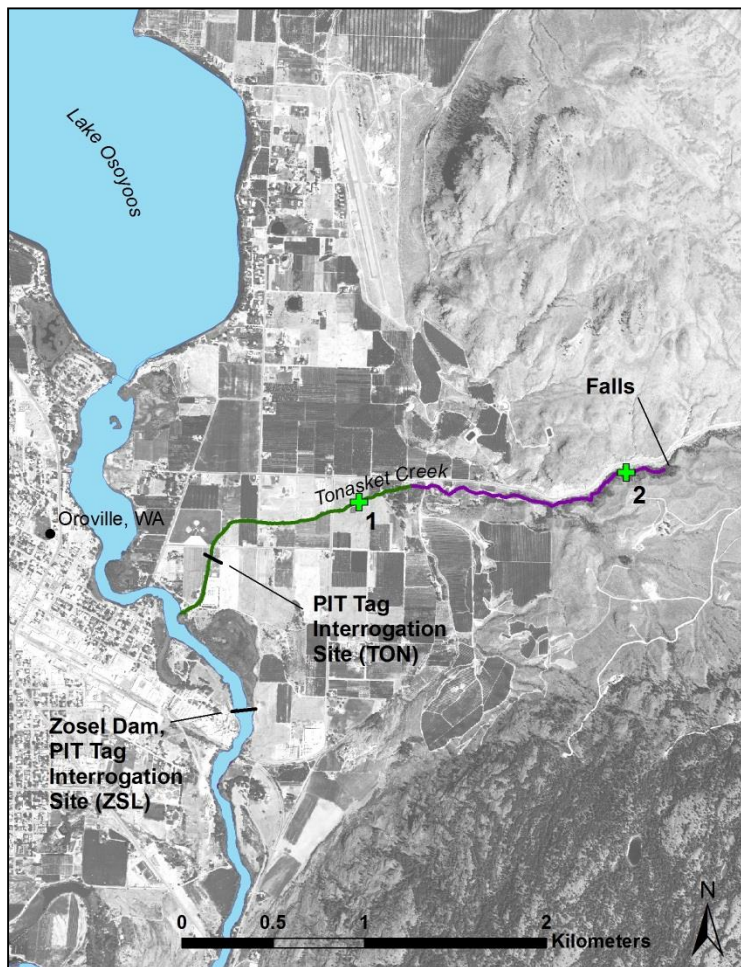 Lake Osoyoos
Falls
Tonasket Creek
2
1
Oroville, WA
PIT Tag
Interrogation
Site (TON)
Zosel Dam,
PIT Tag
Interrogation
Site (ZSL)
N
0 0.5 1 2
Kilometers